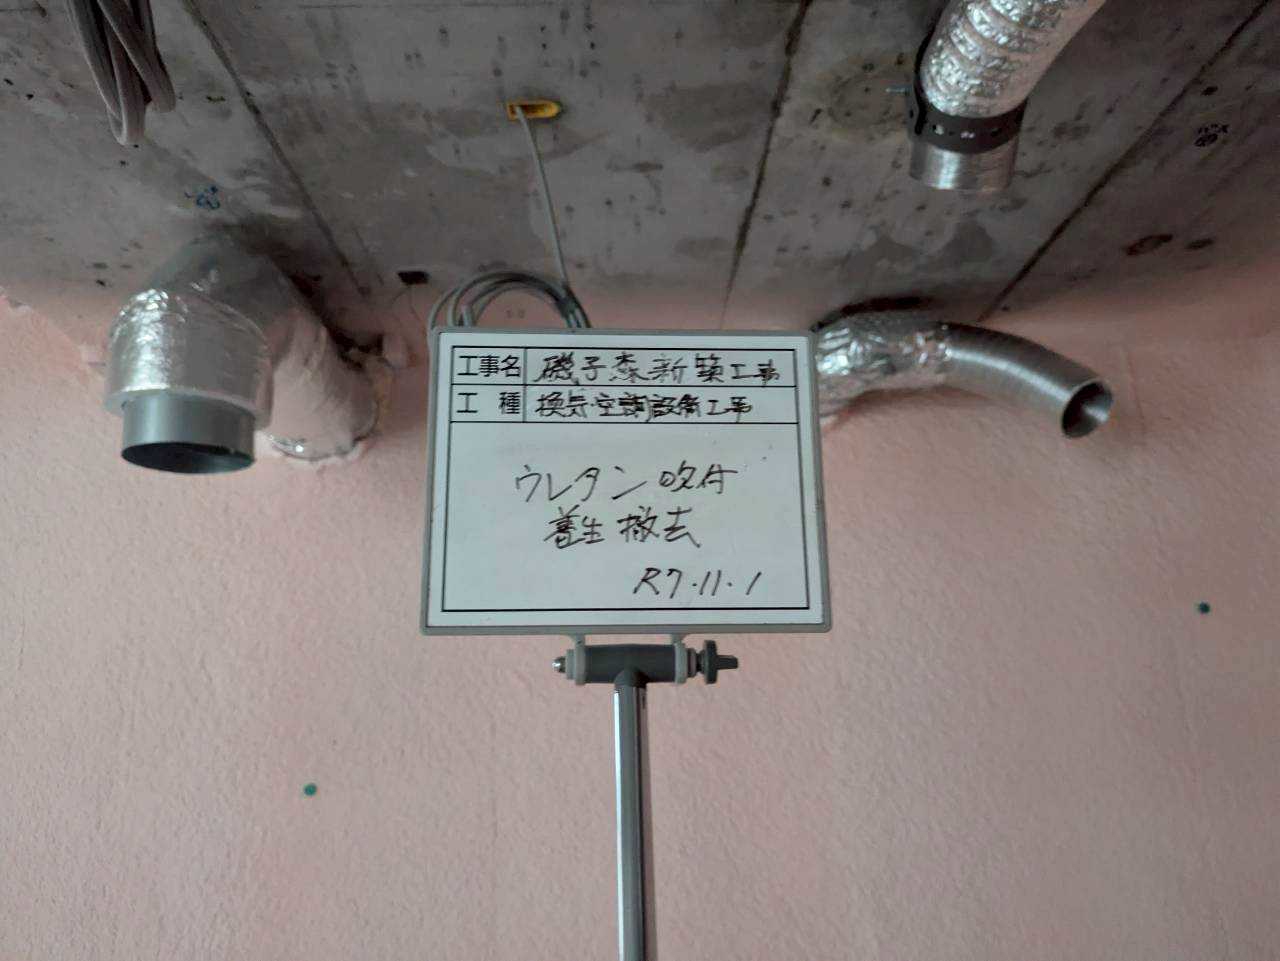 工事名 磯子森新築工事
工種 換気・空調設備工事
ウレタン吹付
養生撤去
R7.11.1